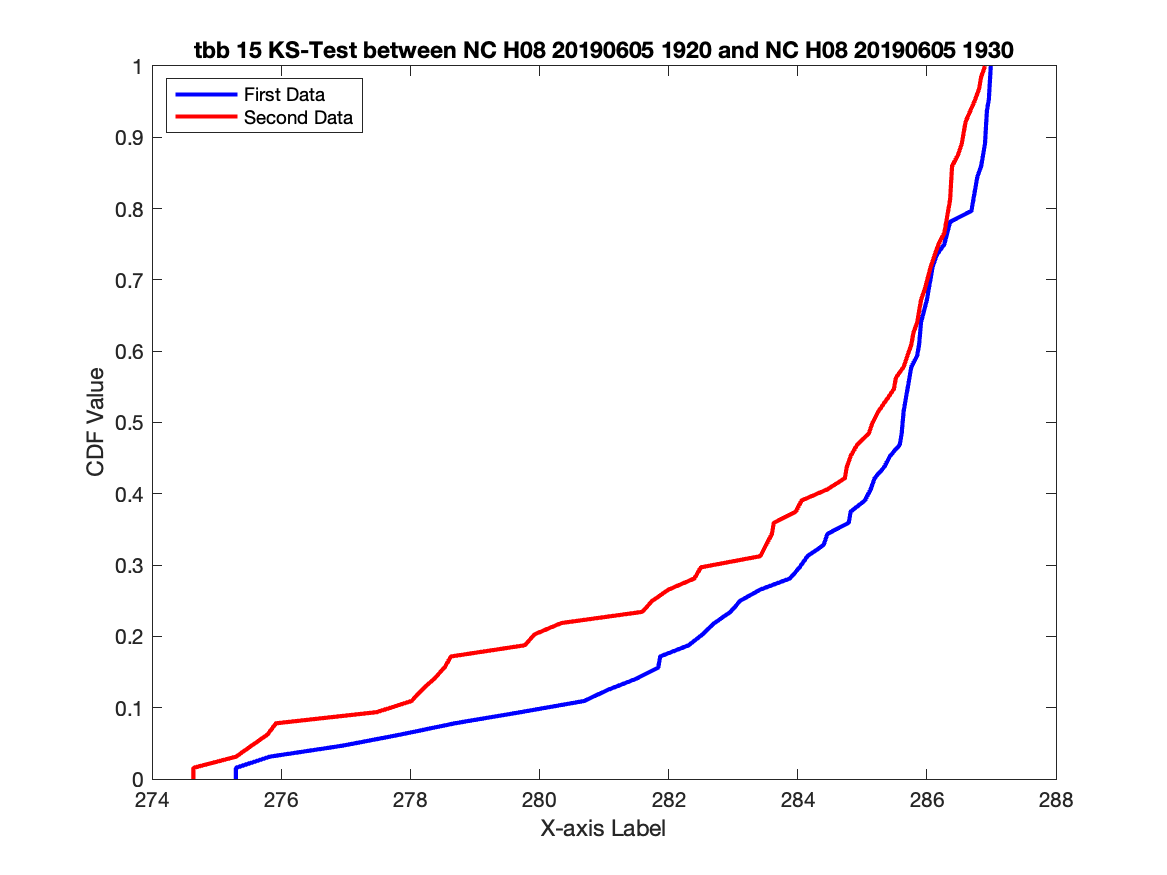 tbb 15 KS-Test between NC H08 20190605 1920 and NC H08 20190605 1930
First Data
Second Data
1
0.9
0.8
0.7
0.6
0.5
0.4
0.3
0.2
0.1
0
CDF Value
274 276 278 280 282 284 286 288
X-axis Label